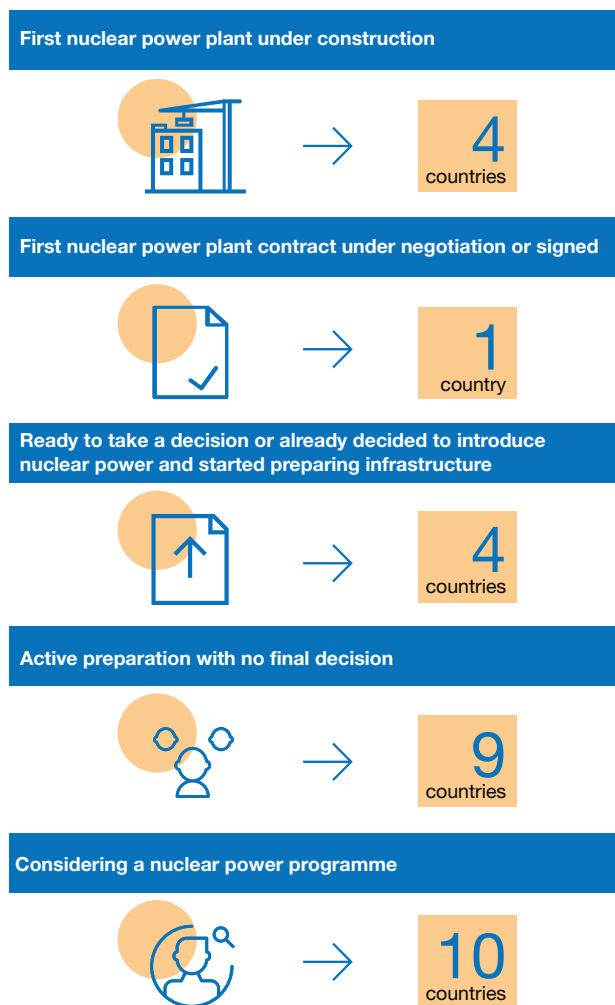 First nuclear power plant under construction
4
countries
First nuclear power plant contract under negotiation or signed
1
country
Ready to take a decision or already decided to introduce
nuclear power and started preparing infrastructure
4
countries
Active preparation with no final decision
9
countries
Considering a nuclear power programme
10
countries